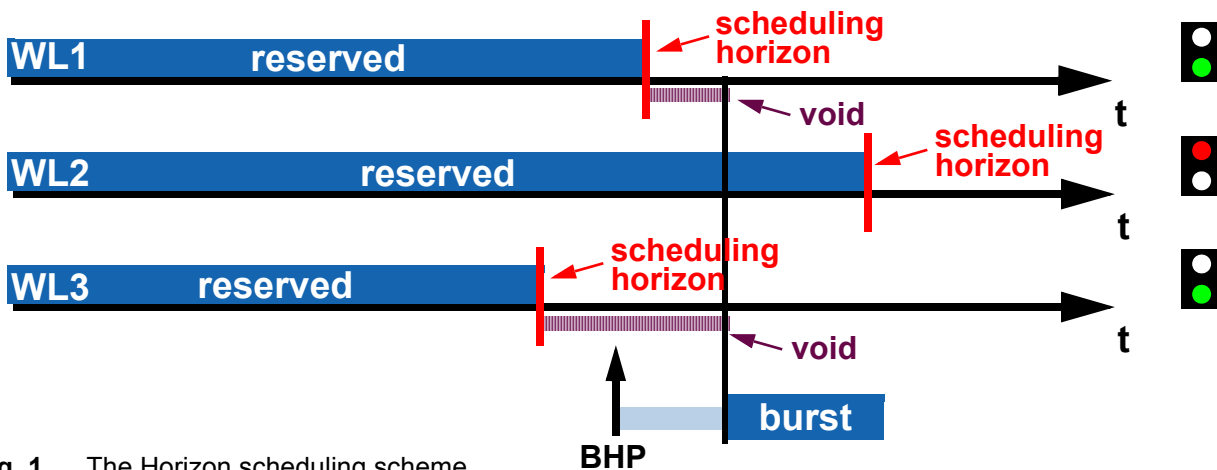 scheduling
horizon
WL1 reserved
void
t
scheduling
horizon
WL2 reserved
t
scheduling
horizon
WL3 reserved
void
t
burst
BHP
g. 1 The Horizon scheduling scheme